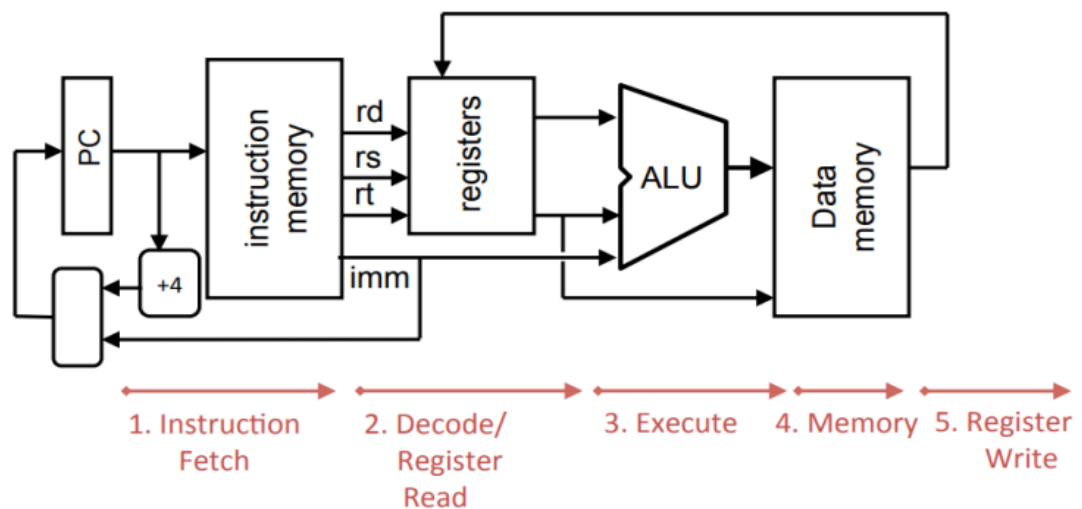 PC
+4
instruction
memory
rd
rs
rt
imm
registers
ALU
Data
memory
1. Instruction
Fetch
2. Decode/
Register
Read
3. Execute
4. Memory
5. Register
Write